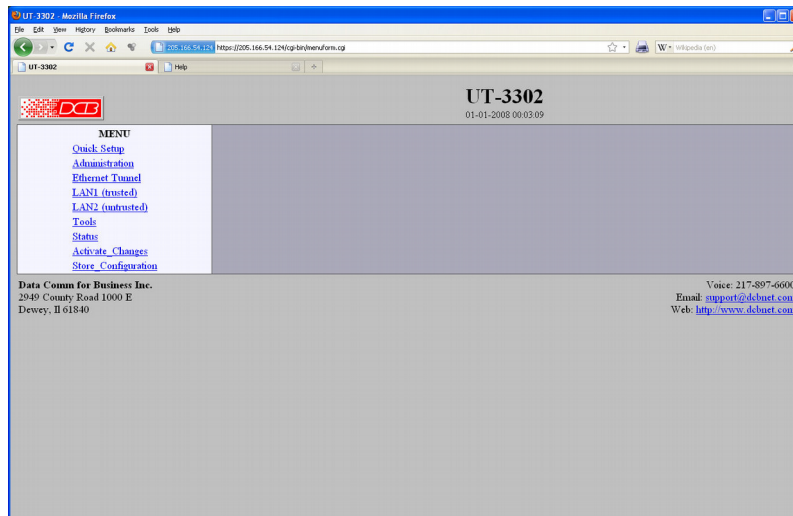 UT-3302 - Mozilla Firefox
File Edit View History Bookmarks Tools Help
205.166.54.124 https://205.166.54.124/cgi-bin/menuform.cgi
W Wikipedia (en)
UT-3302 Help
DCB
UT-3302
01-01-2008 00:03:09
MENU
Quick Setup
Administration
Ethernet Tunnel
LAN1 (trusted)
LAN2 (untrusted)
Tools
Status
Activate_Changes
Store_Configuration
Data Comm for Business Inc.
2949 County Road 1000 E
Dewey, Il 61840
Voice: 217-897-6600
Email: support@dcbnet.com
Web: http://www.dcbnet.com